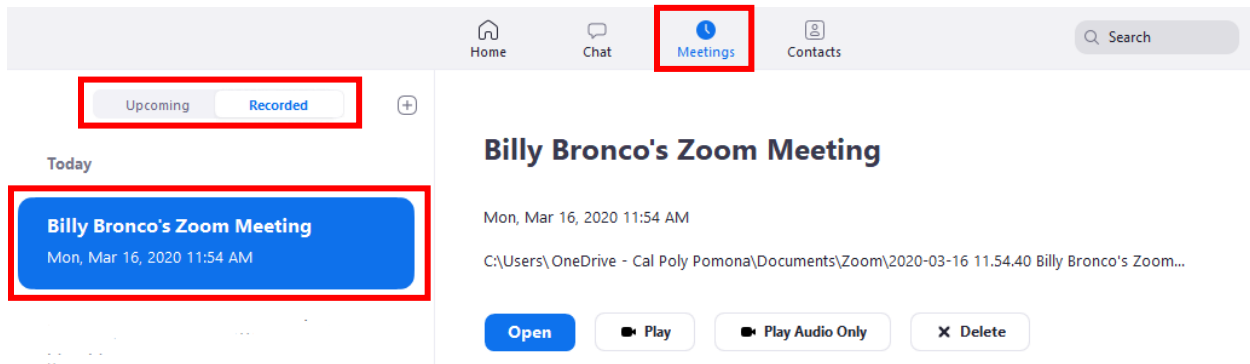 Home Chat Meetings Contacts
Search
Upcoming Recorded
Today
Billy Bronco's Zoom Meeting
Mon, Mar 16, 2020 11:54 AM
Billy Bronco's Zoom Meeting
Mon, Mar 16, 2020 11:54 AM
C:\Users\ OneDrive - Cal Poly Pomona\Documents\Zoom\2020-03-16 11.54.40 Billy Bronco's Zoom...
Open Play Play Audio Only Delete